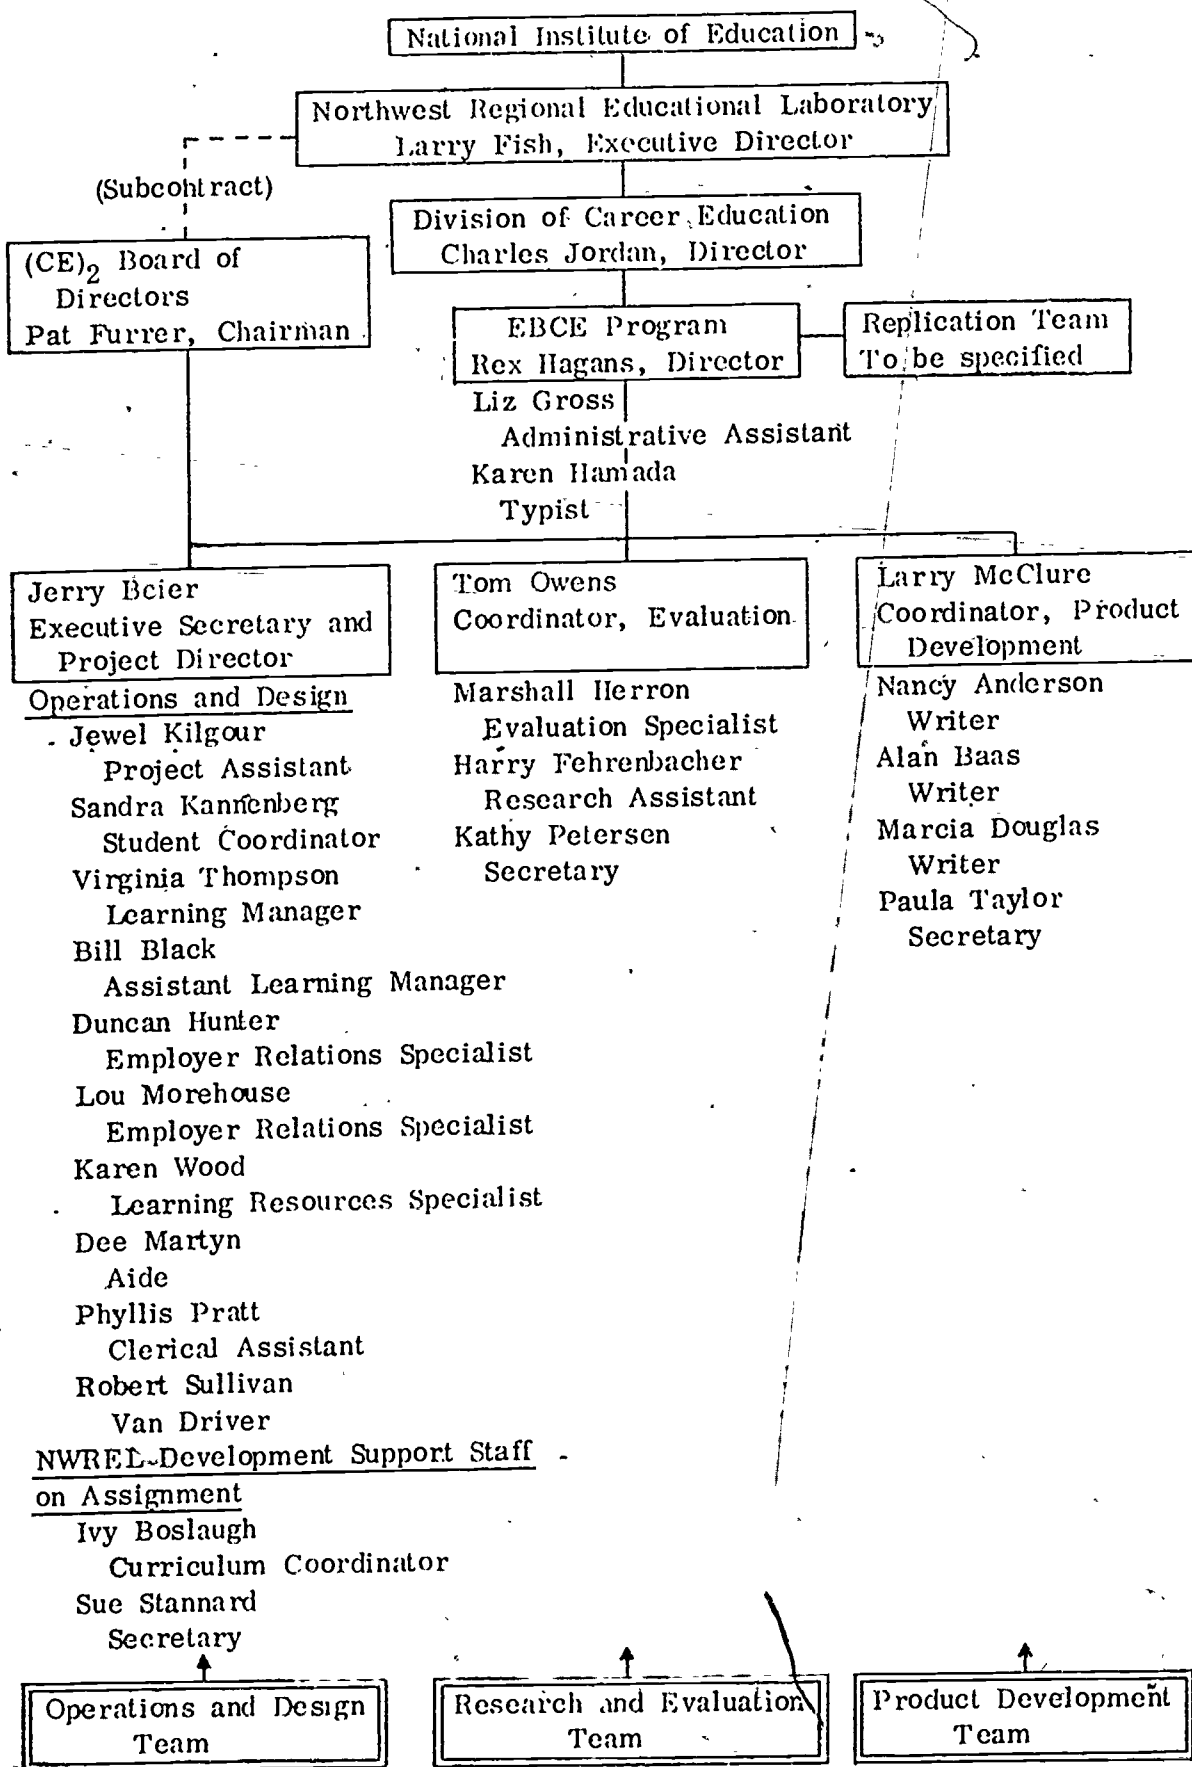 National Institute of Education
Northwest Regional Educational Laboratory
Larry Fish, Executive Director
(Subcontract)
Division of Career Education
Charles Jordan, Director
(CE)2 Board of
Directors
Pat Furrer, Chairman
EBCE Program
Rex Hagans, Director
Replication Team
To be specified
Liz Gross
Administrative Assistant
Karen Hamada
Typist
Jerry Beier
Executive Secretary and
Project Director
Operations and Design
Jewel Kilgour
Project Assistant
Sandra Kannenberg
Student Coordinator
Virginia Thompson
Learning Manager
Bill Black
Assistant Learning Manager
Duncan Hunter
Employer Relations Specialist
Lou Morehouse
Employer Relations Specialist
Karen Wood
Learning Resources Specialist
Dee Martyn
Aide
Phyllis Pratt
Clerical Assistant
Robert Sullivan
Van Driver
NWREL Development Support Staff
on Assignment
Ivy Boslaugh
Curriculum Coordinator
Sue Stannard
Secretary
Operations and Design
Team
Tom Owens
Coordinator, Evaluation
Marshall Herron
Evaluation Specialist
Harry Fehrenbacher
Research Assistant
Kathy Petersen
Secretary
Research and Evaluation
Team
Larry McClure
Coordinator, Product
Development
Nancy Anderson
Writer
Alan Baas
Writer
Marcia Douglas
Writer
Paula Taylor
Secretary
Product Development
Team